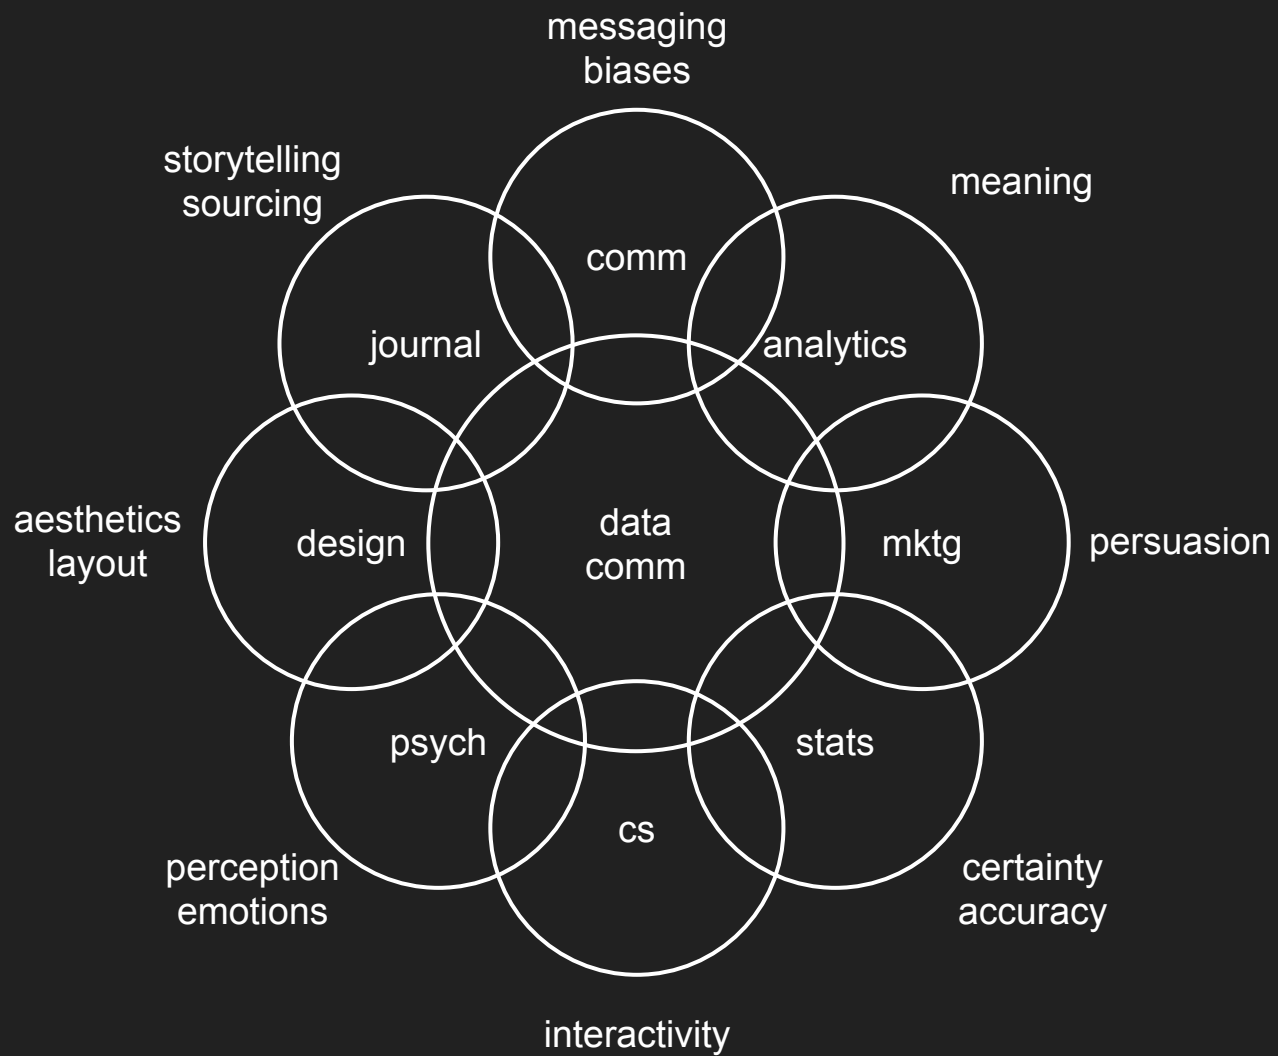 messaging
biases
storytelling
sourcing
meaning
comm
journal
analytics
aesthetics
layout
design
data
comm
mktg
persuasion
psych
stats
cs
perception
emotions
certainty
accuracy
interactivity